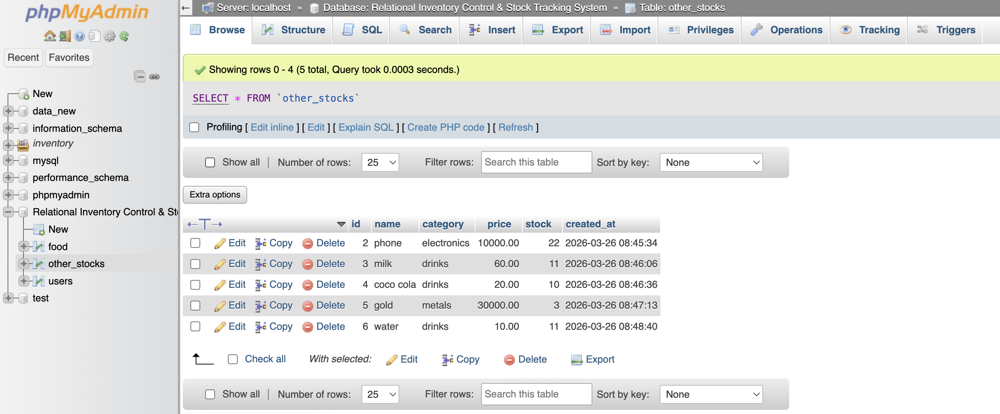 phpMyAdmin
Recent Favorites
New
data_new
information_schema
inventory
mysql
performance_schema
phpmyadmin
Relational Inventory Control & Sto
New
food
other_stocks
users
test
Server: localhost » Database: Relational Inventory Control & Stock Tracking System » Table: other_stocks
Browse Structure SQL Search Insert Export Import Privileges Operations Tracking Triggers
Showing rows 0 - 4 (5 total, Query took 0.0003 seconds.)
SELECT * FROM `other_stocks`
Profiling [ Edit inline ] [ Edit ] [ Explain SQL ] [ Create PHP code ] [ Refresh ]
Show all | Number of rows: 25 Filter rows: Search this table Sort by key: None
Extra options
←T→ id name category price stock created_at
Edit Copy Delete 2 phone electronics 10000.00 22 2026-03-26 08:45:34
Edit Copy Delete 3 milk drinks 60.00 11 2026-03-26 08:46:06
Edit Copy Delete 4 coco cola drinks 20.00 10 2026-03-26 08:46:36
Edit Copy Delete 5 gold metals 30000.00 3 2026-03-26 08:47:13
Edit Copy Delete 6 water drinks 10.00 11 2026-03-26 08:48:40
Check all With selected: Edit Copy Delete Export
Show all | Number of rows: 25 Filter rows: Search this table Sort by key: None